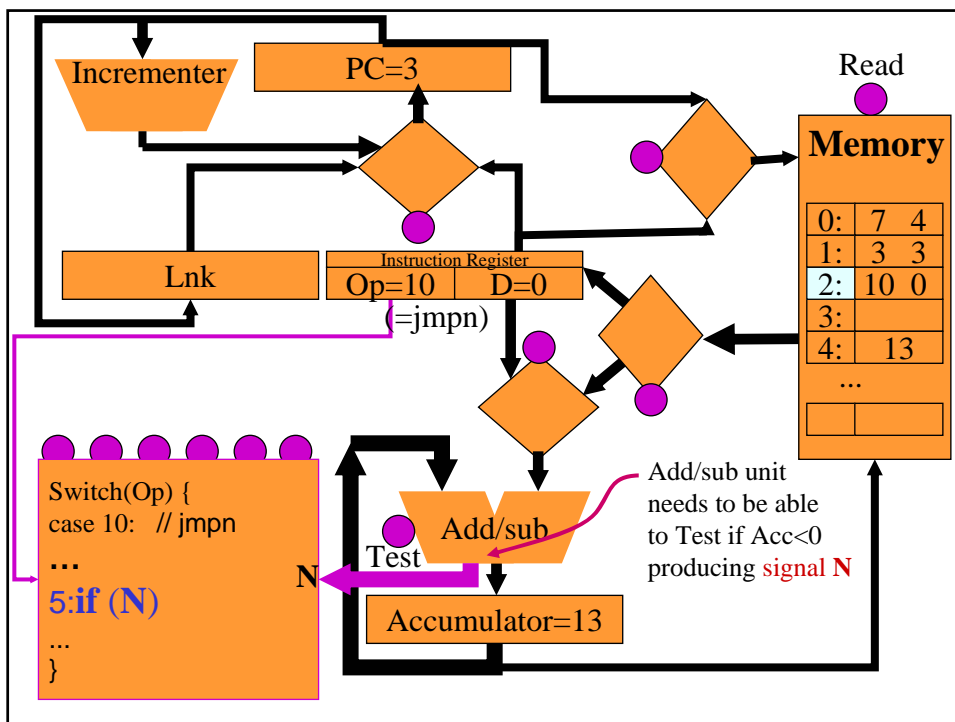 Incrementer
PC=3
Read
Memory
0: 7 4
1: 3 3
2: 10 0
3:
4: 13
...
Lnk
Instruction Register
Op=10 D=0
(=jmpn)
Switch(Op) {
case 10: // jmpn
...
5:if (N)
...
}
N
Test
Add/sub
Accumulator=13
Add/sub unit
needs to be able
to Test if Acc<0
producing signal N